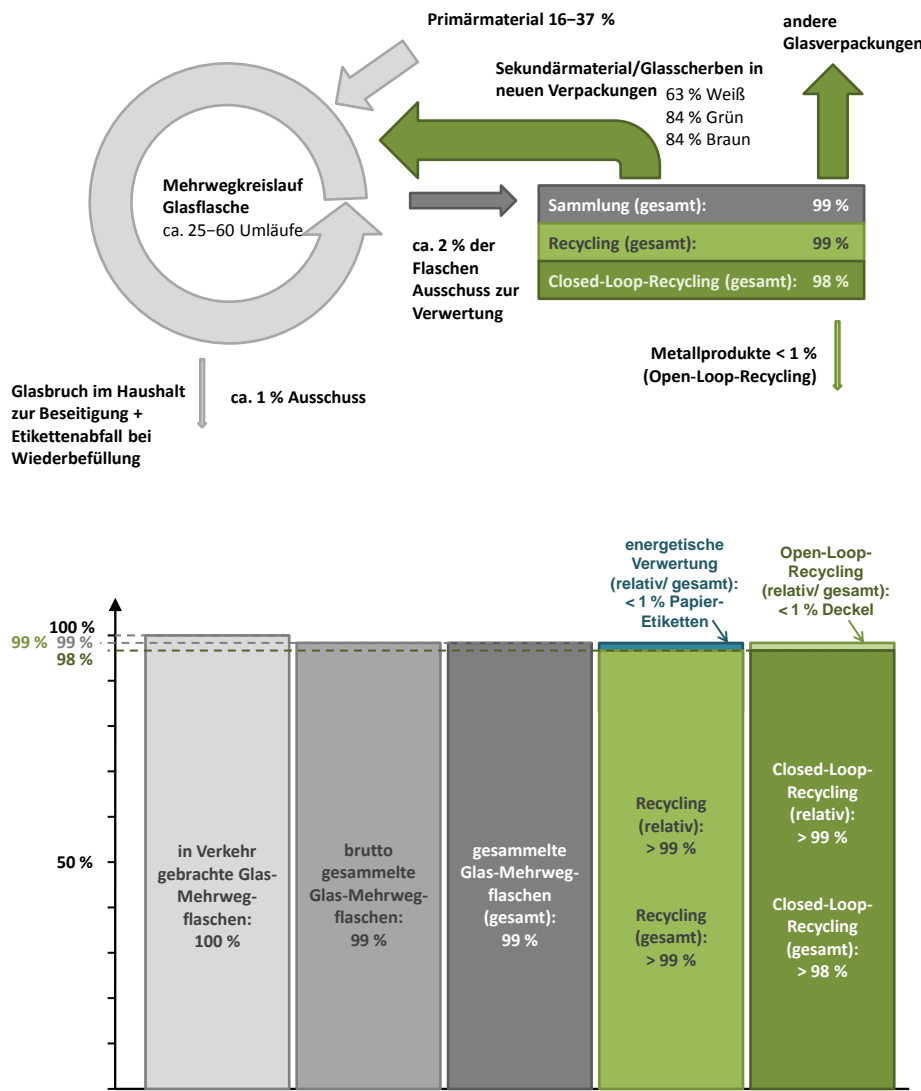 Primärmaterial 16–37 %
andere
Glasverpackungen
Sekundärmaterial/Glasscherben in
neuen Verpackungen
63 % Weiß
84 % Grün
84 % Braun
Mehrwegkreislauf
Glasflasche
ca. 25–60 Umläufe
Sammlung (gesamt): 99 %
Recycling (gesamt): 99 %
Closed-Loop-Recycling (gesamt): 98 %
ca. 2 % der
Flaschen
Ausschuss zur
Verwertung
Metallprodukte < 1 %
(Open-Loop-Recycling)
Glasbruch im Haushalt
zur Beseitigung +
Etikettenabfall bei
Wiederbefüllung
ca. 1 % Ausschuss
energetische
Verwertung
(relativ/ gesamt):
< 1 % Papier-
Etiketten
Open-Loop-
Recycling
(relativ/ gesamt):
< 1 % Deckel
100 %
99 % 99 %
98 %
50 %
in Verkehr
gebrachte Glas-
Mehrweg-
flaschen:
100 %
brutto
gesammelte
Glas-Mehrweg-
flaschen:
99 %
gesammelte
Glas-Mehrweg-
flaschen
(gesamt):
99 %
Recycling
(relativ):
> 99 %
Recycling
(gesamt):
> 99 %
Closed-Loop-
Recycling
(relativ):
> 99 %
Closed-Loop-
Recycling
(gesamt):
> 98 %